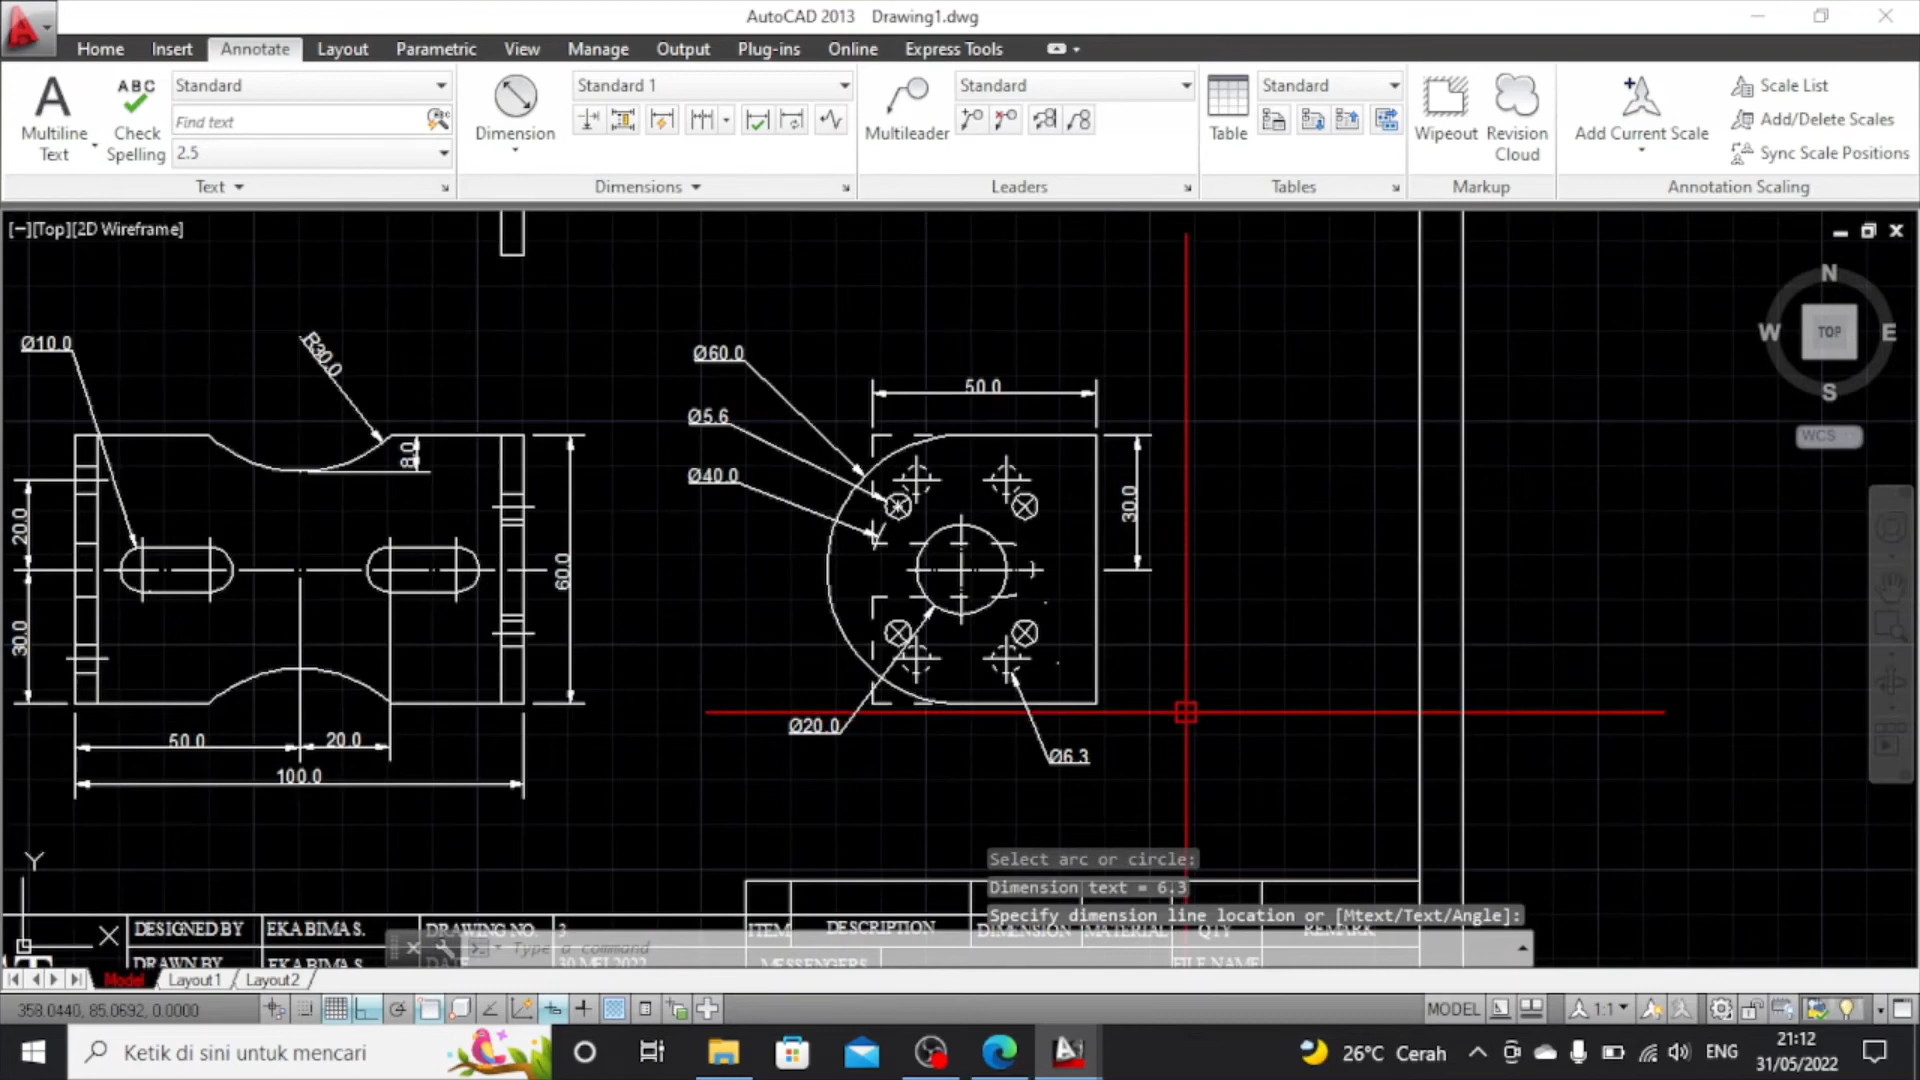 AutoCAD 2013 Drawing1.dwg
Home Insert Annotate Layout Parametric View Manage Output Plug-ins Online Express Tools
A
Multiline Text
ABC
Check Spelling
Standard
Find text
2.5
Text
Dimension
Standard 1
Dimensions
Multileader
Standard
Leaders
Table
Standard
Tables
Wipeout
Revision Cloud
Markup
Add Current Scale
Scale List
Add/Delete Scales
Sync Scale Positions
Annotation Scaling
[−][Top][2D Wireframe]
N
W TOP E
S
WCS
Ø10.0
R30.0
8.0
20.0
30.0
60.0
50.0
20.0
100.0
Ø60.0
Ø5.6
Ø40.0
50.0
30.0
Ø20.0
Ø6.3
Y
Select arc or circle:
Dimension text = 6.3
Specify dimension line location or [Mtext/Text/Angle]:
DESIGNED BY EKA BIMA S. DRAWING NO. 3
ITEM DESCRIPTION DIMENSION MATERIAL QTY REMARK
Type a command
DRAWN BY EKA BIMA S. DATE 30 MEI 2022
MESSENGERS FILE NAME
Model Layout1 Layout2
358.0440, 85.0692, 0.0000
MODEL
1:1
Ketik di sini untuk mencari
26°C Cerah
ENG
21:12
31/05/2022